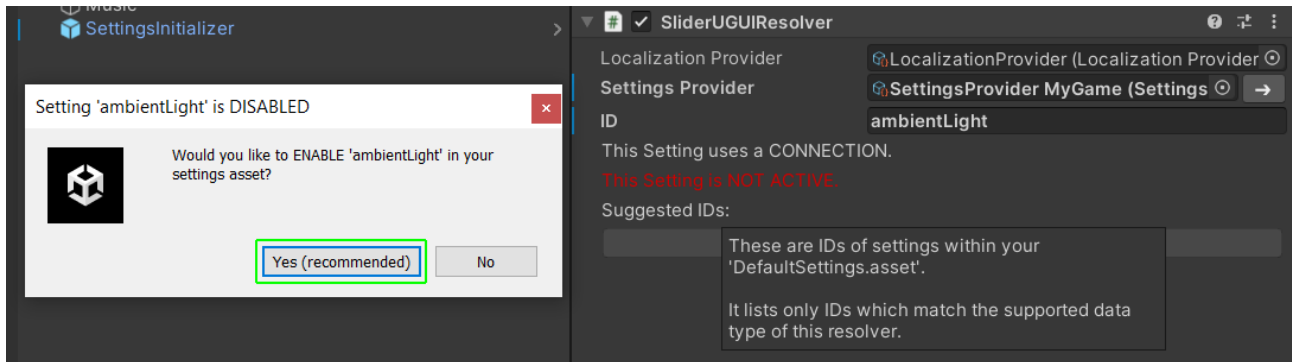 Music
SettingsInitializer
Setting 'ambientLight' is DISABLED
Would you like to ENABLE 'ambientLight' in your
settings asset?
Yes (recommended)
No
SliderUGUIResolver
Localization Provider
LocalizationProvider (Localization Provider
Settings Provider
SettingsProvider MyGame (Settings
ID
ambientLight
This Setting uses a CONNECTION.
This Setting is NOT ACTIVE.
Suggested IDs:
These are IDs of settings within your
'DefaultSettings.asset'.
It lists only IDs which match the supported data
type of this resolver.